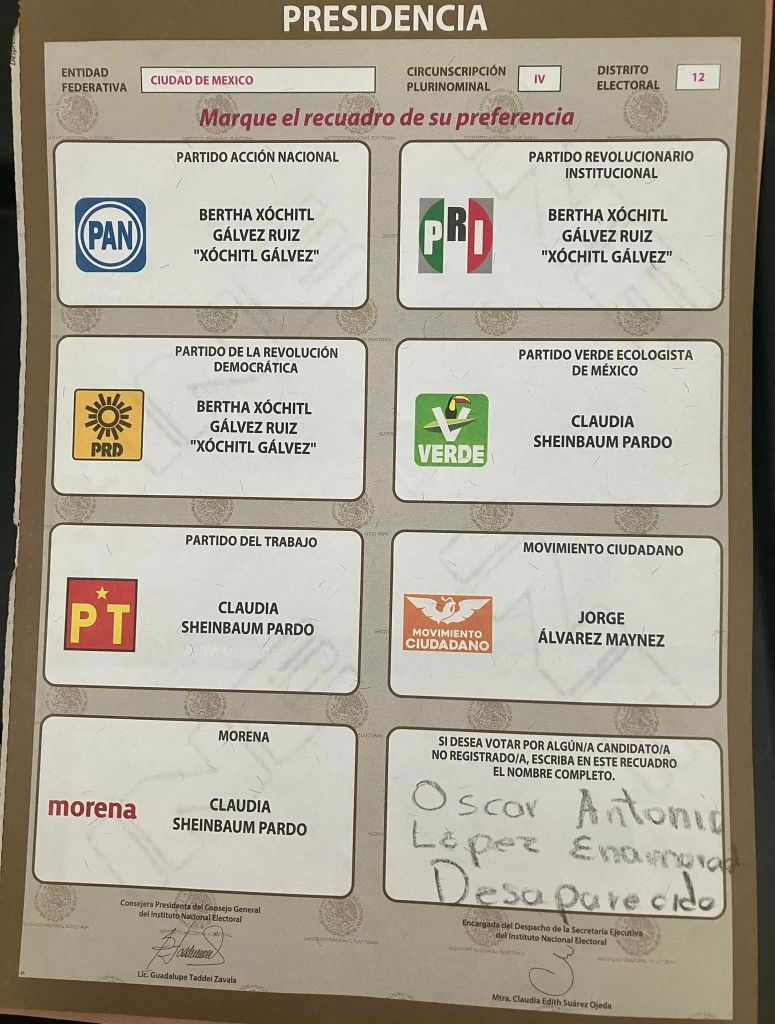 PRESIDENCIA
ENTIDAD
FEDERATIVA
CIUDAD DE MEXICO
CIRCUNSCRIPCIÓN
PLURINOMINAL
IV
DISTRITO
ELECTORAL
12
Marque el recuadro de su preferencia
PARTIDO ACCIÓN NACIONAL
PAN
BERTHA XÓCHITL
GÁLVEZ RUIZ
"XÓCHITL GÁLVEZ"
PARTIDO REVOLUCIONARIO
INSTITUCIONAL
PRI
BERTHA XÓCHITL
GÁLVEZ RUIZ
"XÓCHITL GÁLVEZ"
PARTIDO DE LA REVOLUCIÓN
DEMOCRÁTICA
PRD
BERTHA XÓCHITL
GÁLVEZ RUIZ
"XÓCHITL GÁLVEZ"
PARTIDO VERDE ECOLOGISTA
DE MÉXICO
V
VERDE
CLAUDIA
SHEINBAUM PARDO
PARTIDO DEL TRABAJO
PT
CLAUDIA
SHEINBAUM PARDO
MOVIMIENTO CIUDADANO
MOVIMIENTO
CIUDADANO
JORGE
ÁLVAREZ MAYNEZ
MORENA
morena
CLAUDIA
SHEINBAUM PARDO
SI DESEA VOTAR POR ALGÚN/A CANDIDATO/A
NO REGISTRADO/A, ESCRIBA EN ESTE RECUADRO
EL NOMBRE COMPLETO.
Oscar Antonio
López Enamorad
Desaparecido
Consejera Presidenta del Consejo General
del Instituto Nacional Electoral
Lic. Guadalupe Taddei Zavala
Encargada del Despacho de la Secretaría Ejecutiva
del Instituto Nacional Electoral
Mtra. Claudia Edith Suárez Ojeda